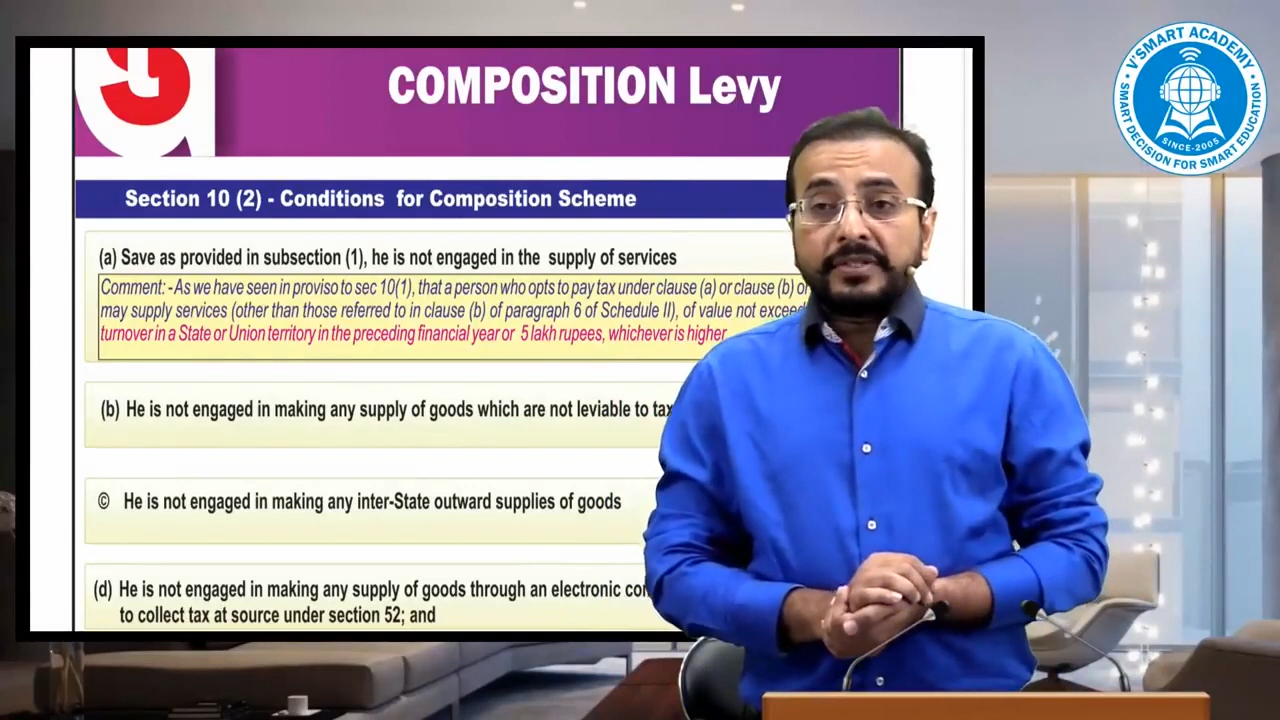 COMPOSITION Levy
Section 10 (2) - Conditions for Composition Scheme
(a) Save as provided in subsection (1), he is not engaged in the supply of services
Comment: - As we have seen in proviso to sec 10(1), that a person who opts to pay tax under clause (a) or clause (b) or
may supply services (other than those referred to in clause (b) of paragraph 6 of Schedule II), of value not exceed
turnover in a State or Union territory in the preceding financial year or 5 lakh rupees, whichever is higher
(b) He is not engaged in making any supply of goods which are not leviable to tax
© He is not engaged in making any inter-State outward supplies of goods
(d) He is not engaged in making any supply of goods through an electronic
to collect tax at source under section 52; and
V'SMART ACADEMY
SINCE-2005
SMART DECISION FOR SMART EDUCATION